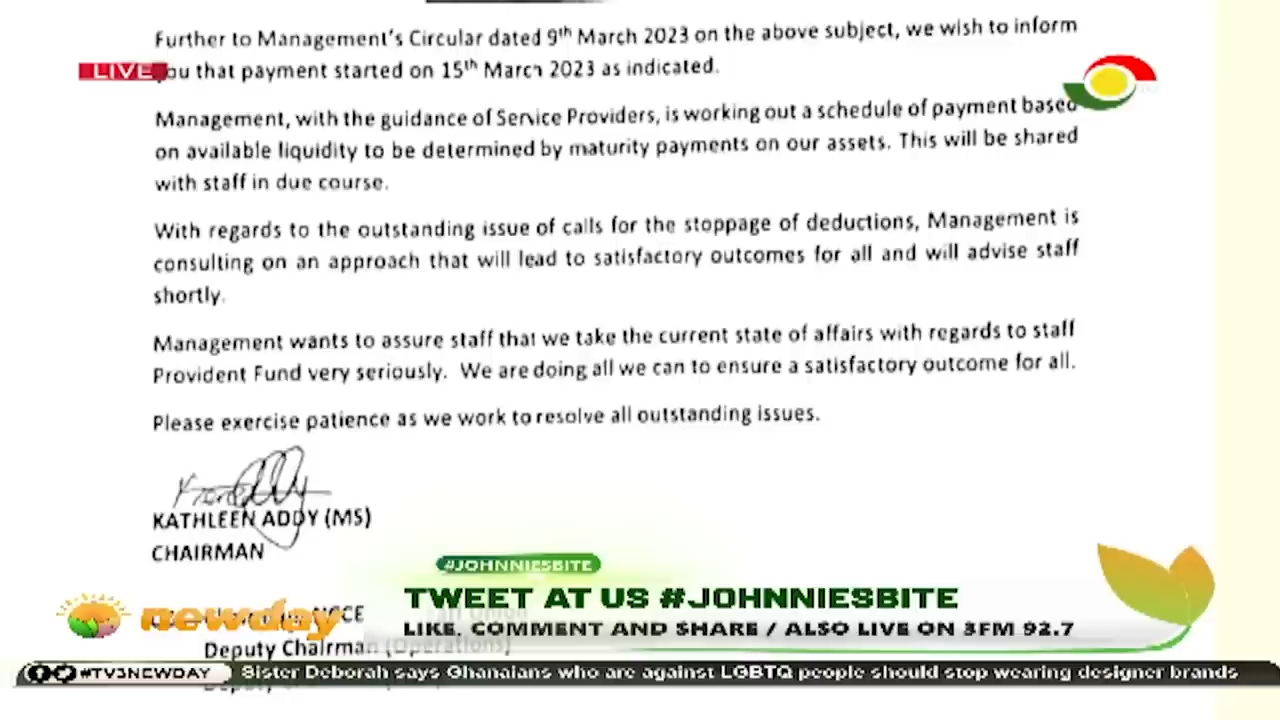 Further to Management's Circular dated 9th March 2023 on the above subject, we wish to inform
LIVE
you that payment started on 15th March 2023 as indicated.
Management, with the guidance of Service Providers, is working out a schedule of payment based
on available liquidity to be determined by maturity payments on our assets. This will be shared
with staff in due course.
With regards to the outstanding issue of calls for the stoppage of deductions, Management is
consulting on an approach that will lead to satisfactory outcomes for all and will advise staff
shortly.
Management wants to assure staff that we take the current state of affairs with regards to staff
Provident Fund very seriously. We are doing all we can to ensure a satisfactory outcome for all.
Please exercise patience as we work to resolve all outstanding issues.
KATHLEEN ADDY (MS)
CHAIRMAN
#JOHNNIESBITE
TWEET AT US #JOHNNIESBITE
newday
LIKE, COMMENT AND SHARE / ALSO LIVE ON 3FM 92.7
Deputy Chairman (Operations)
#TV3NEWDAY
Sister Deborah says Ghanaians who are against LGBTQ people should stop wearing designer brands